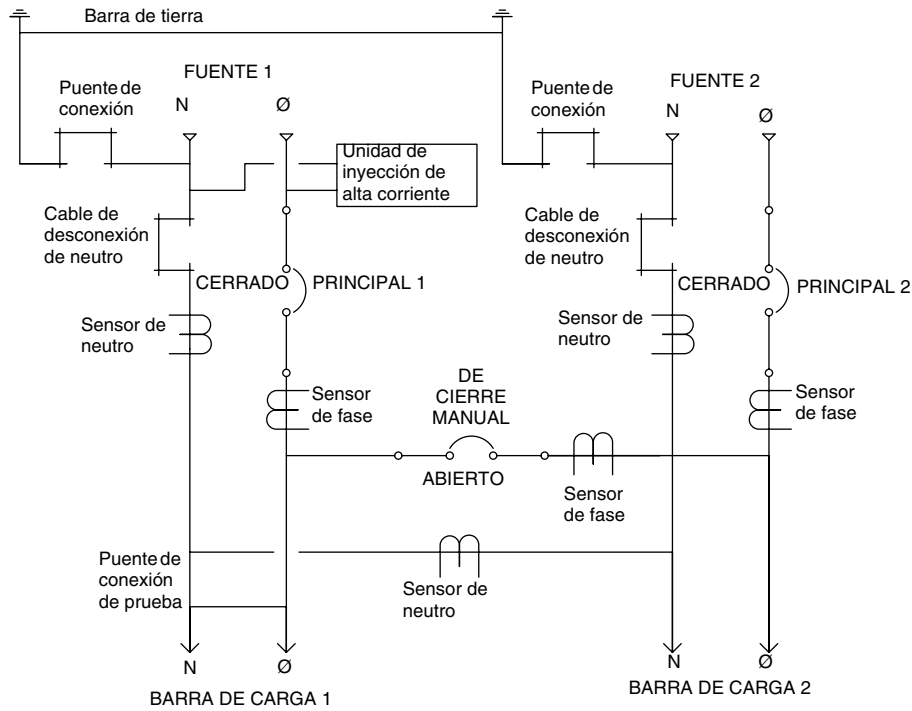 Barra de tierra
Puente de
conexión
FUENTE 1
N
Ø
Unidad de
inyección de
alta corriente
Puente de
conexión
FUENTE 2
N
Ø
Cable de
desconexión
de neutro
CERRADO
PRINCIPAL 1
Sensor de
neutro
Sensor
de fase
Cable de
desconexión
de neutro
CERRADO
PRINCIPAL 2
Sensor de
neutro
Sensor
de fase
DE
CIERRE
MANUAL
ABIERTO
Sensor
de fase
Sensor de
neutro
Puente de
conexión
de prueba
N
Ø
BARRA DE CARGA 1
N
Ø
BARRA DE CARGA 2